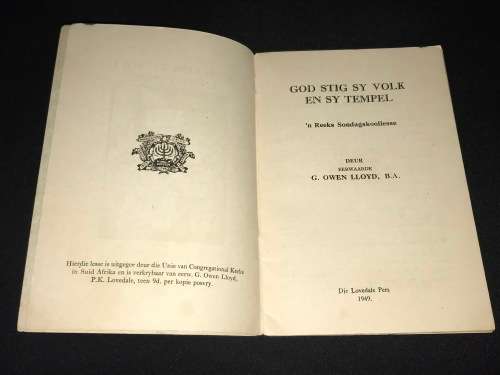 Hierdie lesse is uitgegee deur die Unie van Congregational Kerke
in Suid Afrika en is verkrybaar van eerw. G. Owen Lloyd,
P.K. Lovedale, teen 9d. per kopie posvry.
GOD STIG SY VOLK
EN SY TEMPEL
'n Reeks Sondagskoollesse
DEUR
EERWAARDE
G. OWEN LLOYD, B.A.
Die Lovedale Pers
1949.